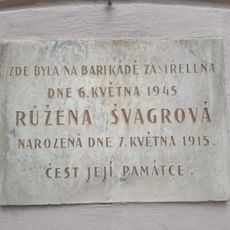 ZDE BYLA NA BARIKÁDĚ ZASTŘELENA
DNE 6. KVĚTNA 1945
RŮŽENA ŠVAGROVÁ
NAROZENÁ DNE 7. KVĚTNA 1915.
ČEST JEJÍ PAMÁTCE.